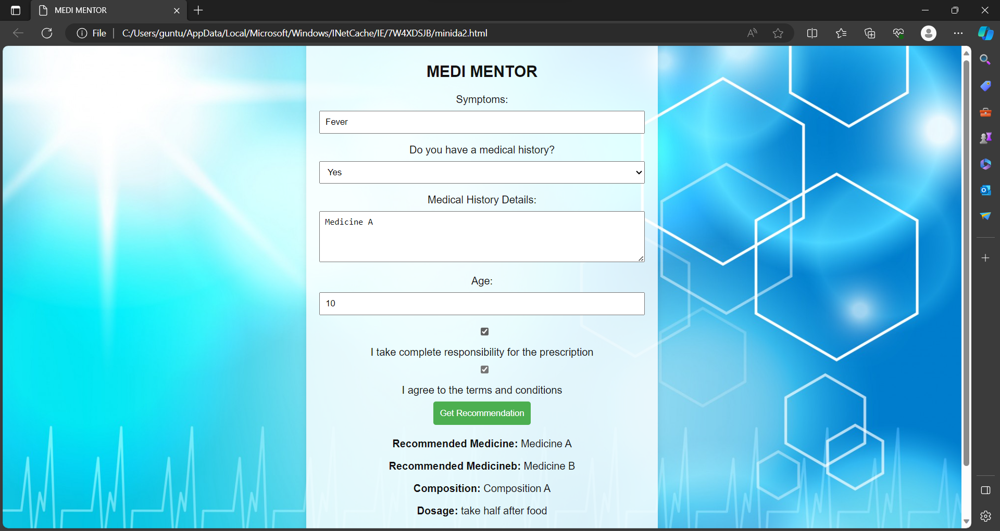 MEDI MENTOR
File
C:/Users/guntu/AppData/Local/Microsoft/Windows/INetCache/IE/7W4XDSJB/minida2.html
MEDI MENTOR
Symptoms:
Fever
Do you have a medical history?
Yes
Medical History Details:
Medicine A
Age:
10
I take complete responsibility for the prescription
I agree to the terms and conditions
Get Recommendation
Recommended Medicine: Medicine A
Recommended Medicineb: Medicine B
Composition: Composition A
Dosage: take half after food